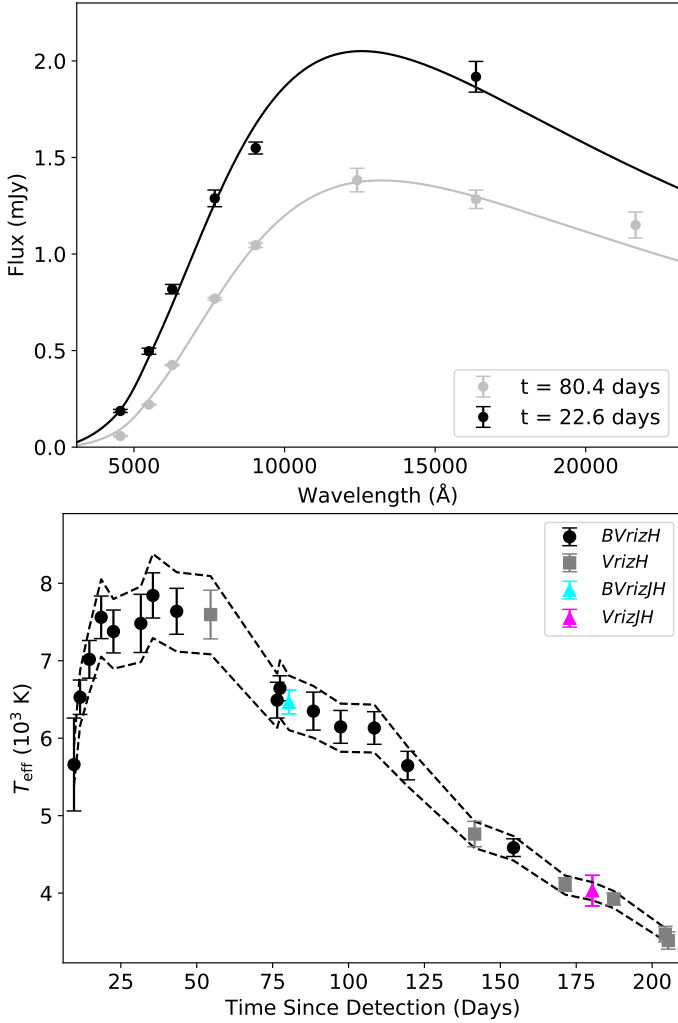 2.0
1.5
1.0
0.5
0.0
Flux (mJy)
t = 80.4 days
t = 22.6 days
5000 10000 15000 20000
Wavelength (Å)
BVrizH
VrizH
BVrizJH
VrizJH
8
7
6
5
4
T_eff (10³ K)
25 50 75 100 125 150 175 200
Time Since Detection (Days)